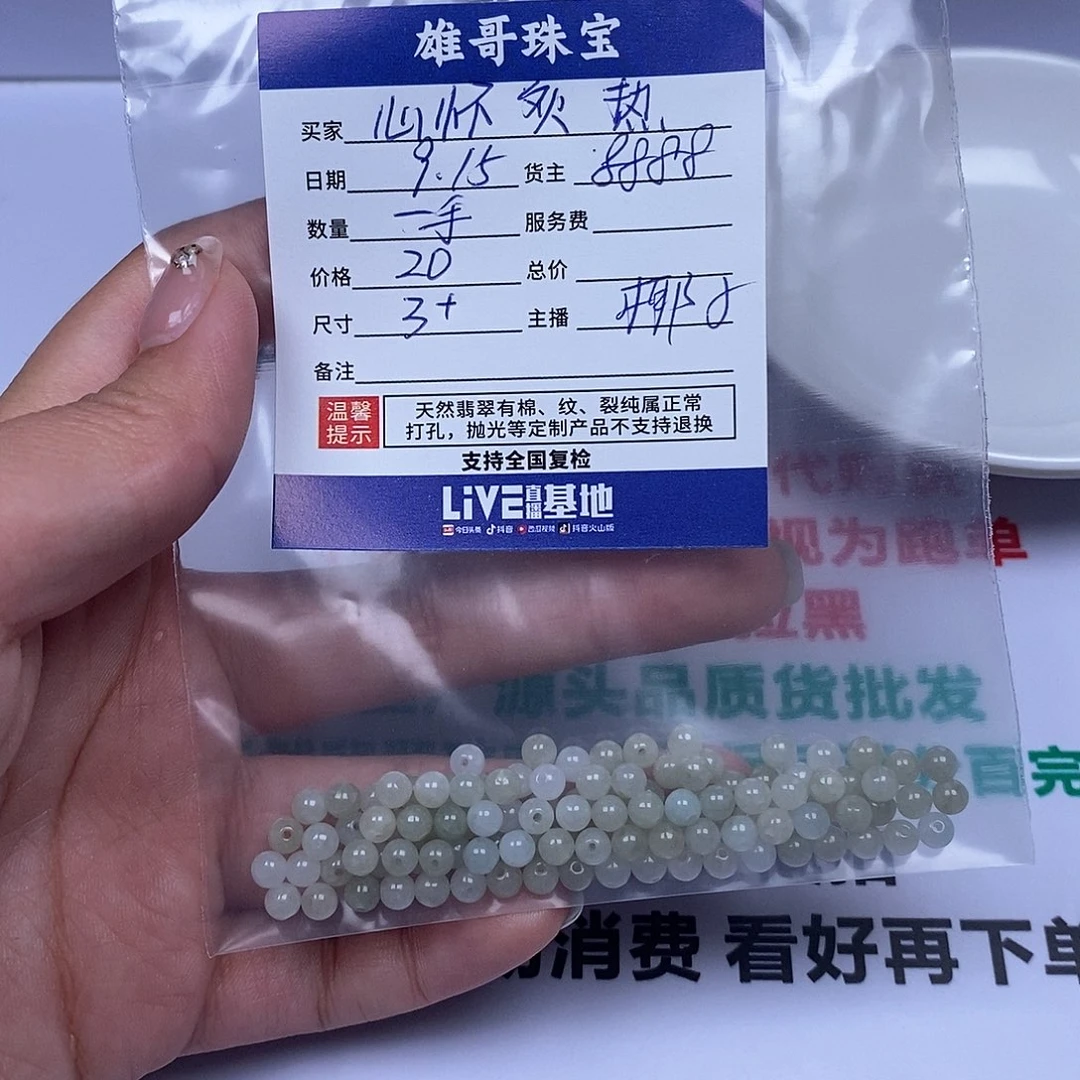 雄哥珠宝
买家 心怀炙热
日期 9.15 货主 8888
数量 一手 服务费
价格 20 总价
尺寸 3+ 主播 椰子
备注
温馨提示 天然翡翠有棉、纹、裂纯属正常
打孔，抛光等定制产品不支持退换
支持全国复检
LiVE直播基地
今日头条 抖音 西瓜视频 抖音火山版
视为跑单
拉黑
源头品质货批发
消费 看好再下单